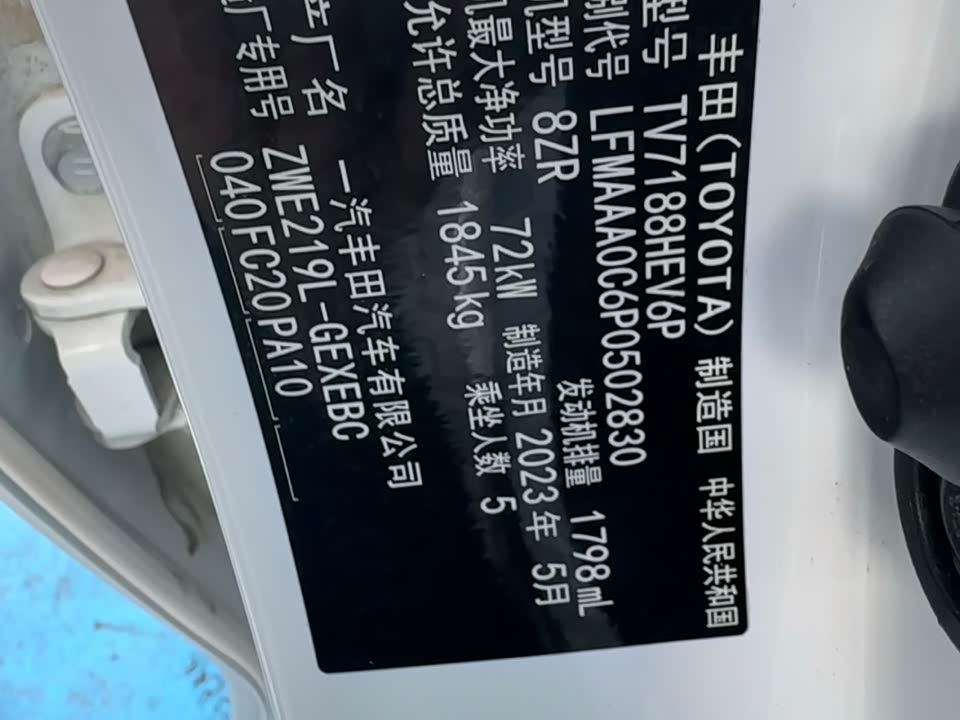 丰田(TOYOTA) 制造国 中华人民共和国
型号 TV7188HEV6P
别代号 LFMAAA0C6P0502830
发动机排量 1798mL
机型号 8ZR
制造年月 2023年 5月
机最大净功率 72kW
乘坐人数 5
允许总质量 1845kg
产厂名 一汽丰田汽车有限公司
厂专用号 ZWE219L-GEXEBC
040FC20PA10